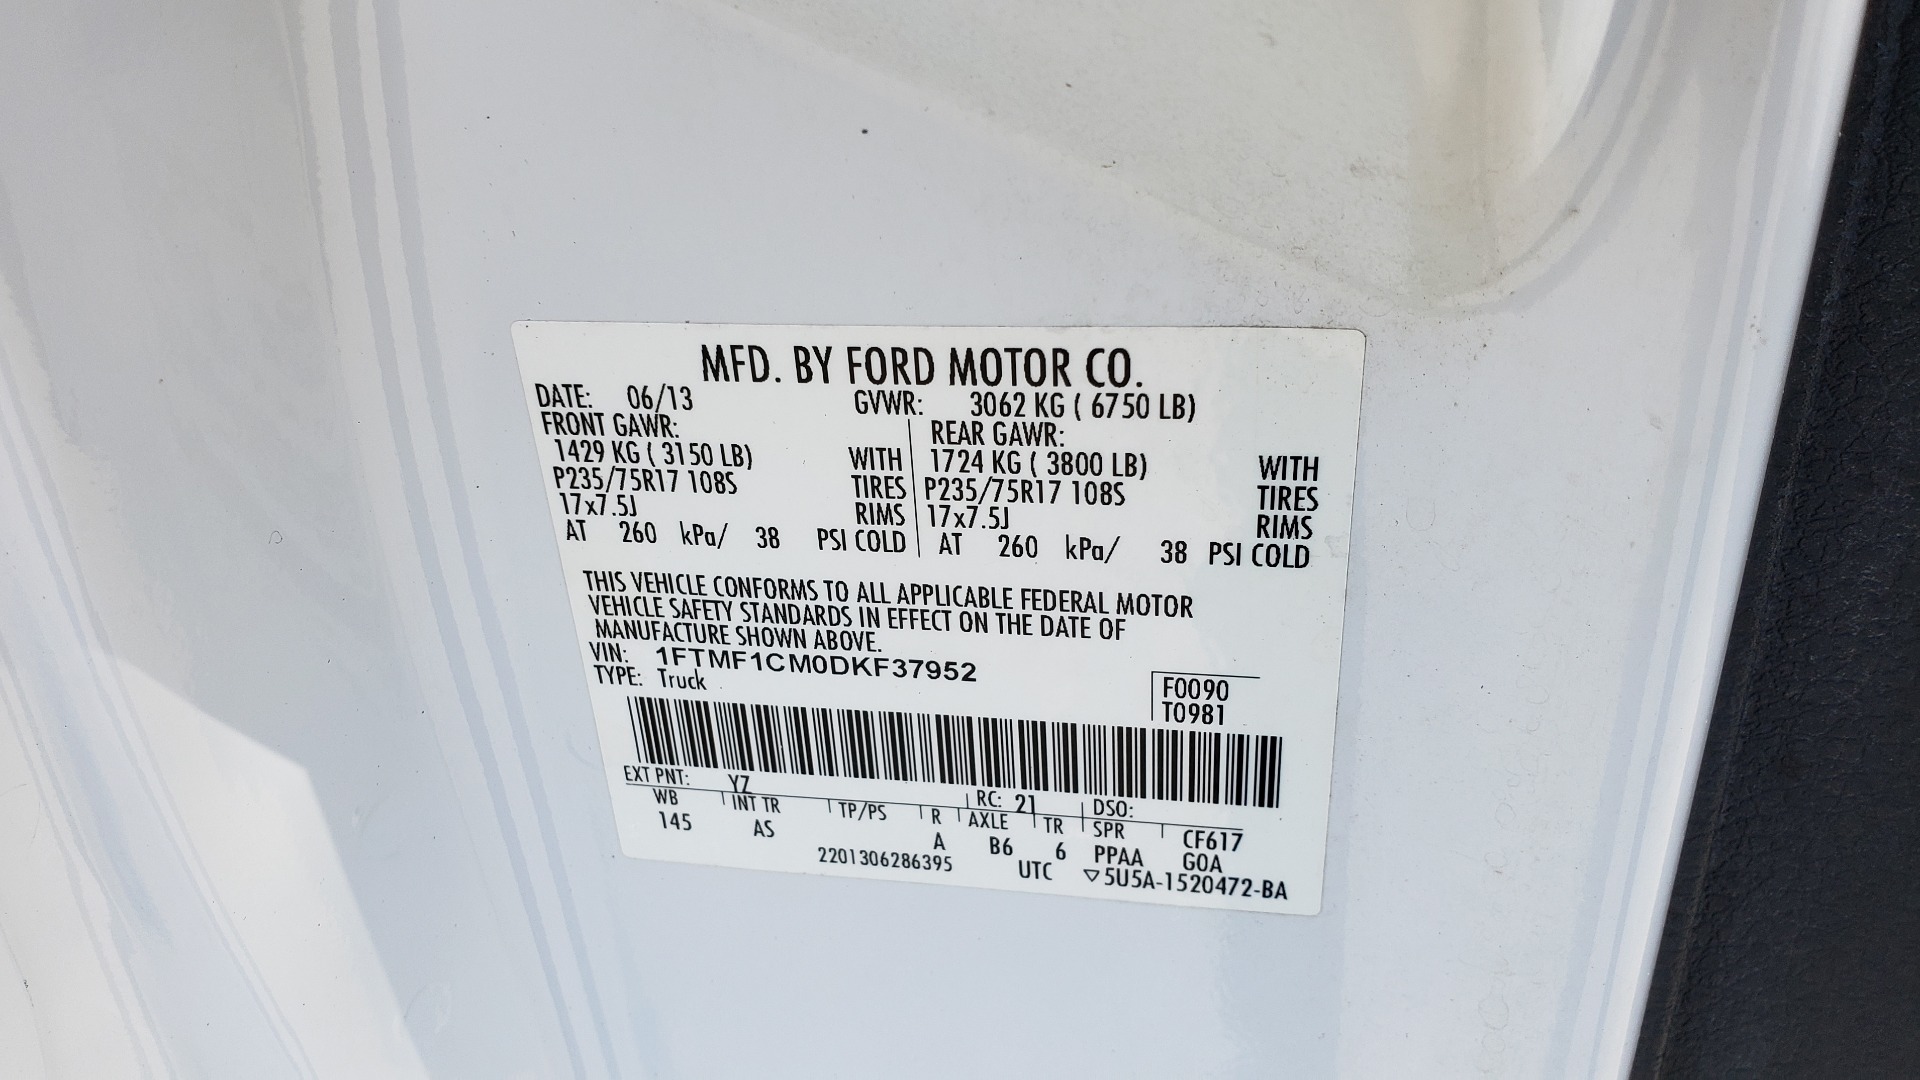 MFD. BY FORD MOTOR CO.
DATE: 06/13 GVWR: 3062 KG ( 6750 LB)
FRONT GAWR: REAR GAWR:
1429 KG ( 3150 LB) WITH 1724 KG ( 3800 LB) WITH
P235/75R17 108S TIRES P235/75R17 108S TIRES
17x7.5J RIMS 17x7.5J RIMS
AT 260 kPa/ 38 PSI COLD AT 260 kPa/ 38 PSI COLD
THIS VEHICLE CONFORMS TO ALL APPLICABLE FEDERAL MOTOR
VEHICLE SAFETY STANDARDS IN EFFECT ON THE DATE OF
MANUFACTURE SHOWN ABOVE.
VIN: 1FTMF1CM0DKF37952
TYPE: Truck
F0090
T0981
EXT PNT: YZ RC: 21 DSO:
WB INT TR TP/PS R AXLE TR SPR CF617
145 AS A B6 6 PPAA GOA
2201306286395 UTC ▽5U5A-1520472-BA